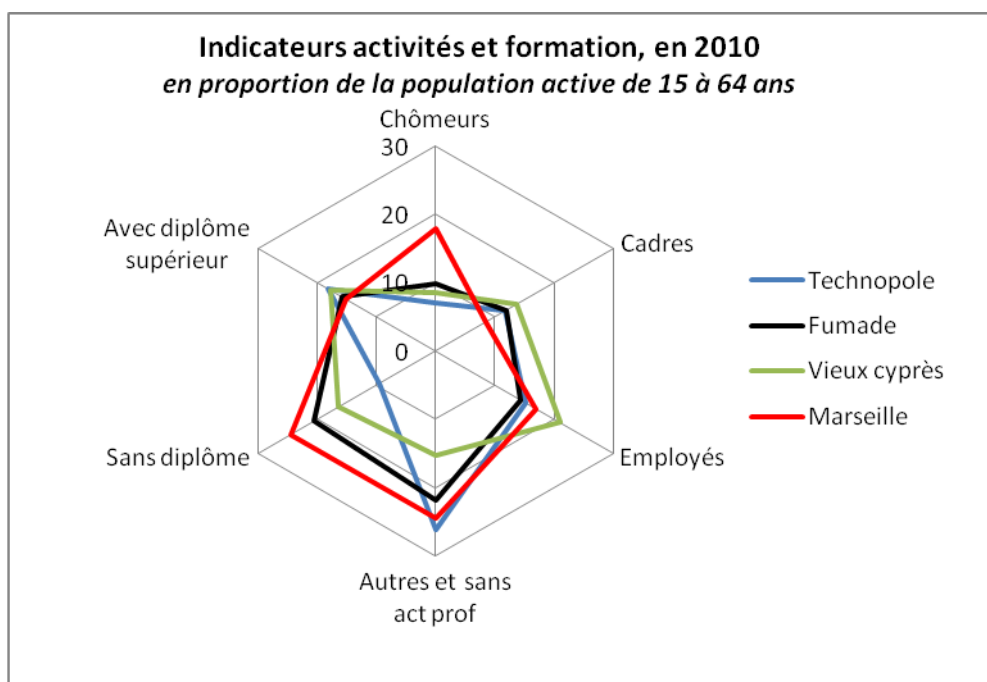 Indicateurs activités et formation, en 2010
en proportion de la population active de 15 à 64 ans
Chômeurs
30
20
10
0
Avec diplôme
supérieur
Cadres
Sans diplôme
Employés
Autres et sans
act prof
Technopole
Fumade
Vieux cyprès
Marseille